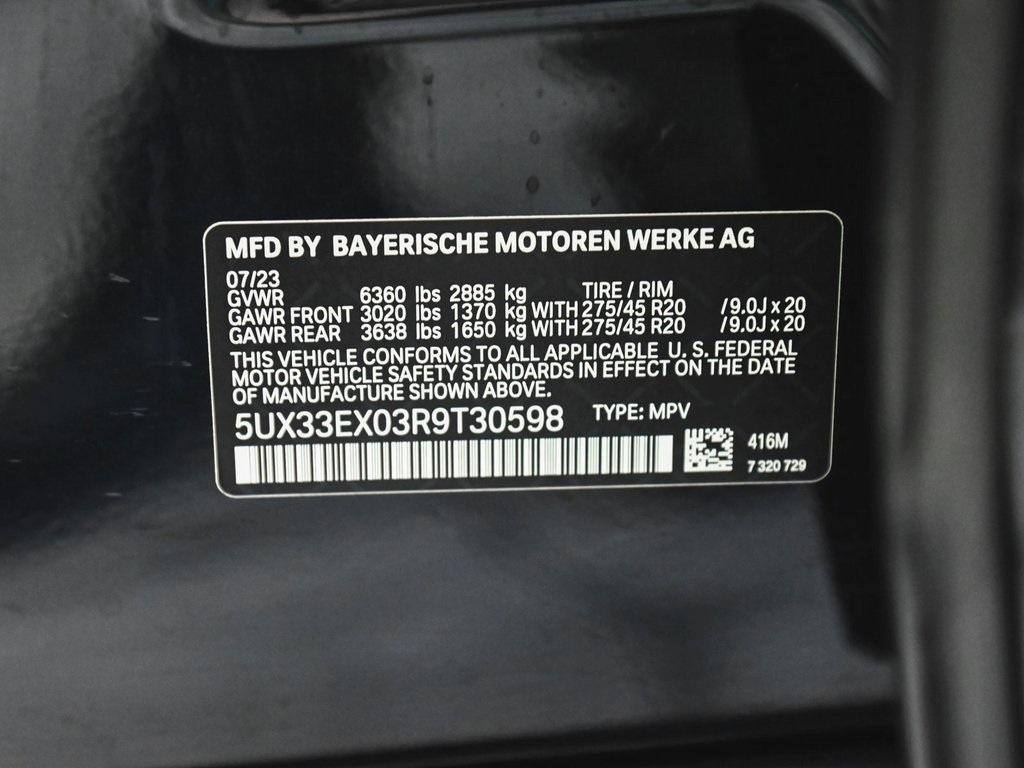 MFD BY BAYERISCHE MOTOREN WERKE AG
07/23
GVWR 6360 lbs 2885 kg TIRE / RIM
GAWR FRONT 3020 lbs 1370 kg WITH 275/45 R20 / 9.0J x 20
GAWR REAR 3638 lbs 1650 kg WITH 275/45 R20 / 9.0J x 20
THIS VEHICLE CONFORMS TO ALL APPLICABLE U. S. FEDERAL
MOTOR VEHICLE SAFETY STANDARDS IN EFFECT ON THE DATE
OF MANUFACTURE SHOWN ABOVE.
5UX33EX03R9T30598 TYPE: MPV
416M
7 320 729